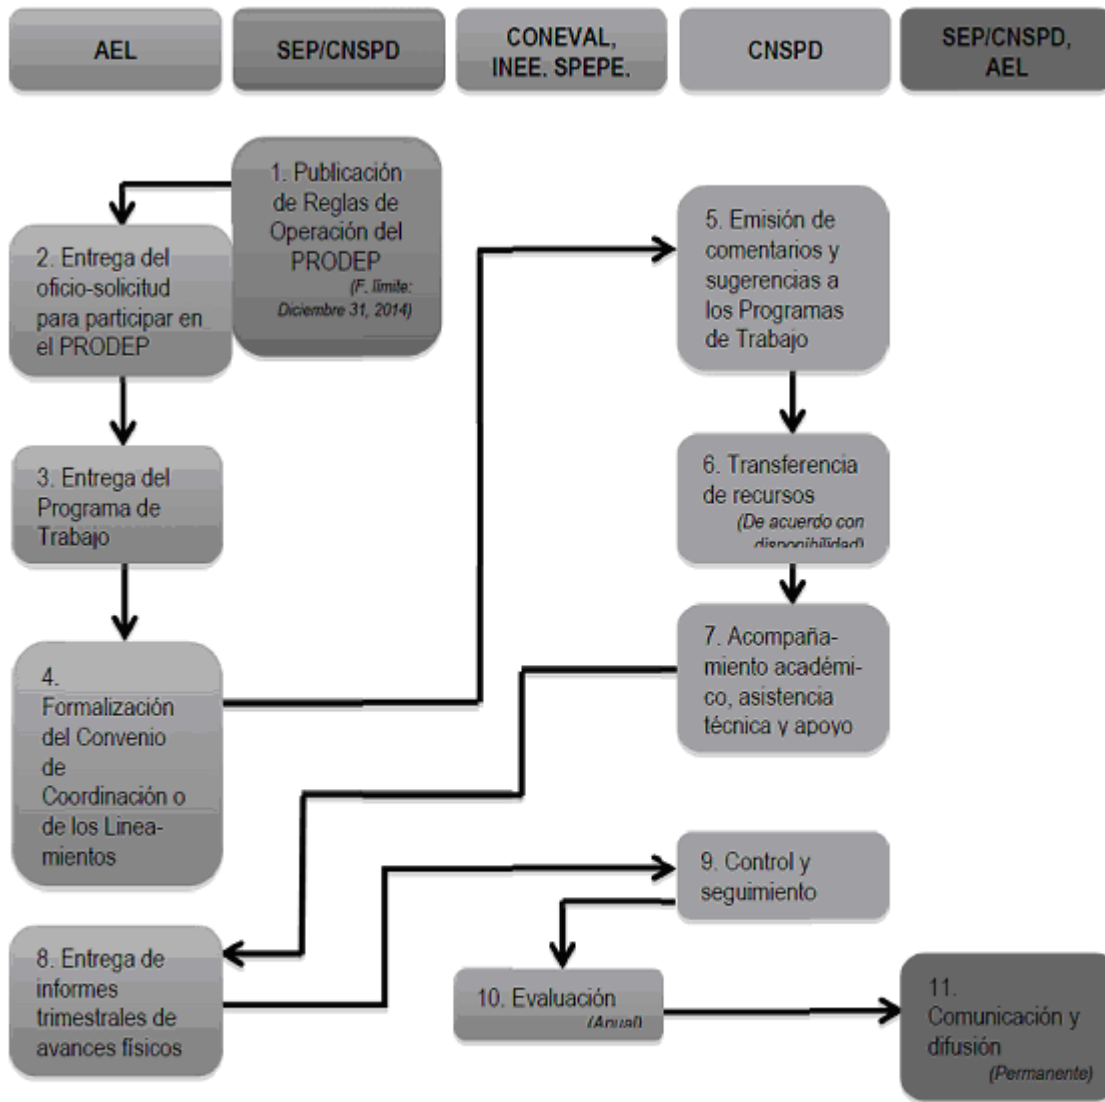 AEL
SEP/CNSPD
CONEVAL,
INEE. SPEPE.
CNSPD
SEP/CNSPD,
AEL
1. Publicación
de Reglas de
Operación del
PRODEP
(F. límite:
Diciembre 31, 2014)
2. Entrega del
oficio-solicitud
para participar en
el PRODEP
3. Entrega del
Programa de
Trabajo
4.
Formalización
del Convenio
de
Coordinación o
de los Linea-
mientos
5. Emisión de
comentarios y
sugerencias a
los Programas
de Trabajo
6. Transferencia
de recursos
(De acuerdo con
disponibilidad)
7. Acompaña-
miento académi-
co, asistencia
técnica y apoyo
8. Entrega de
informes
trimestrales de
avances físicos
9. Control y
seguimiento
10. Evaluación
(Anual)
11.
Comunicación y
difusión
(Permanente)